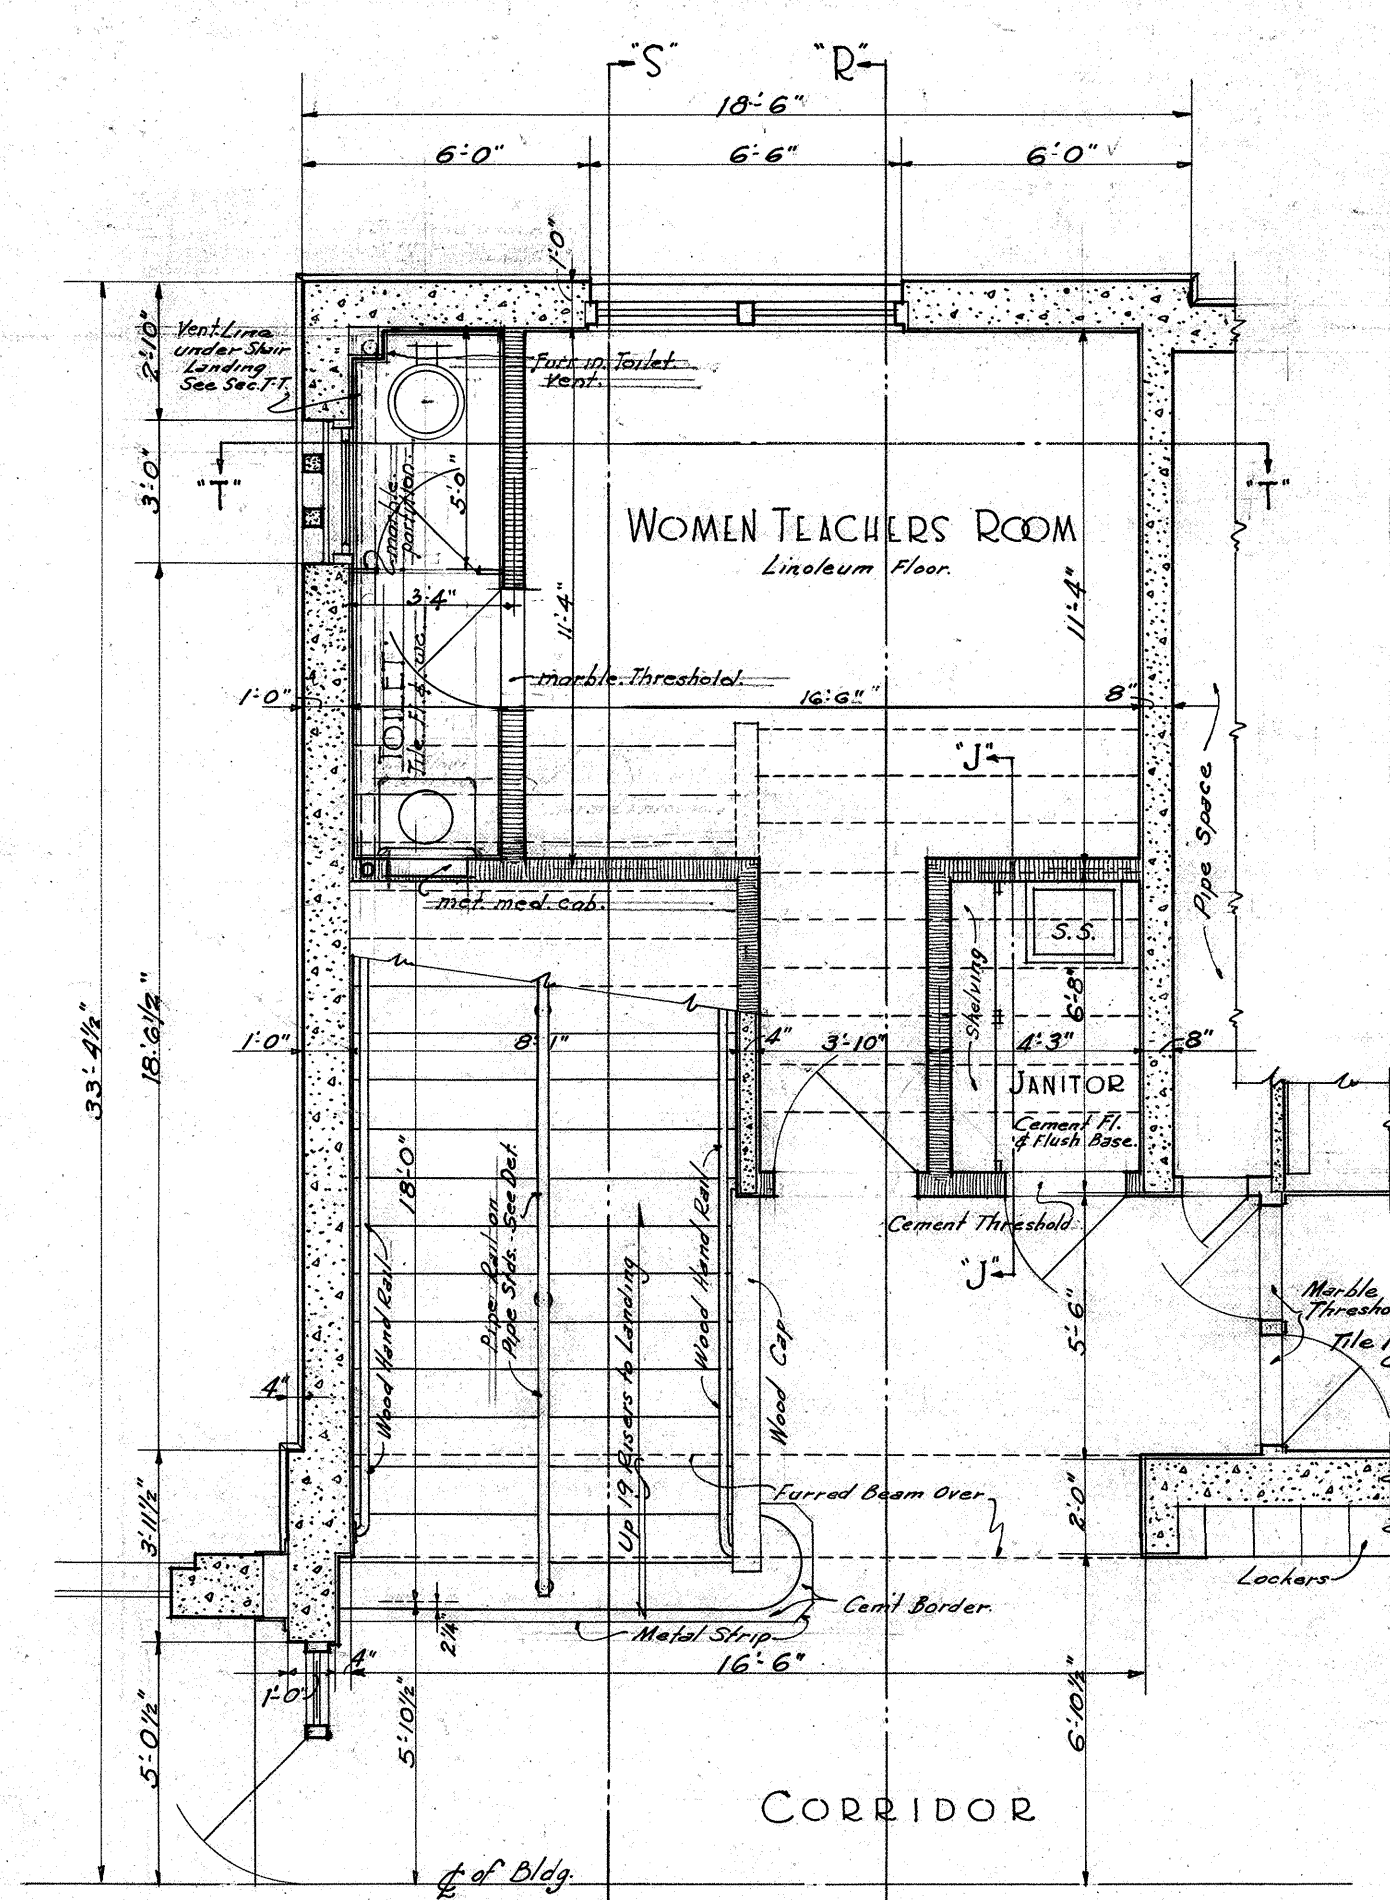 "S" "R"
18'-6"
6'-0" 6'-6" 6'-0"
1'-0"
2'-10"
Vent Line
under Stair
Landing
See Sec.T-T.
Furr in Toilet
Vent.
3'-0"
"T" "T"
marble
partition
5'-0"
WOMEN TEACHERS ROOM
Linoleum Floor.
3'-4"
11'-4" 11'-4"
TOILET
Tile Fl. & Wc.
marble Threshold.
1'-0" 16'-6" 8"
"J"
Pipe Space
met. med. cab.
S.S.
Shelving
6'-8"
33'-4½"
18'-6½"
1'-0" 8'-1" 4" 3'-10" 4'-3" 8"
JANITOR
Cement Fl.
& Flush Base.
18'-0"
Pipe Rail on
Pipe Stds. - See Det.
Wood Hand Rail
Wood Hand Rail
Up 19 Risers to Landing
Wood Cap
Cement Threshold
"J"
5'-6"
Marble
Thresho
Tile
4"
3'-11½"
Furred Beam Over
2'-0"
Lockers
Cem't Border.
2¼"
Metal Strip
4" 16'-6"
1'-0"
5'-0½"
5'-10½"
6'-10½"
CORRIDOR
℄ of Bldg.